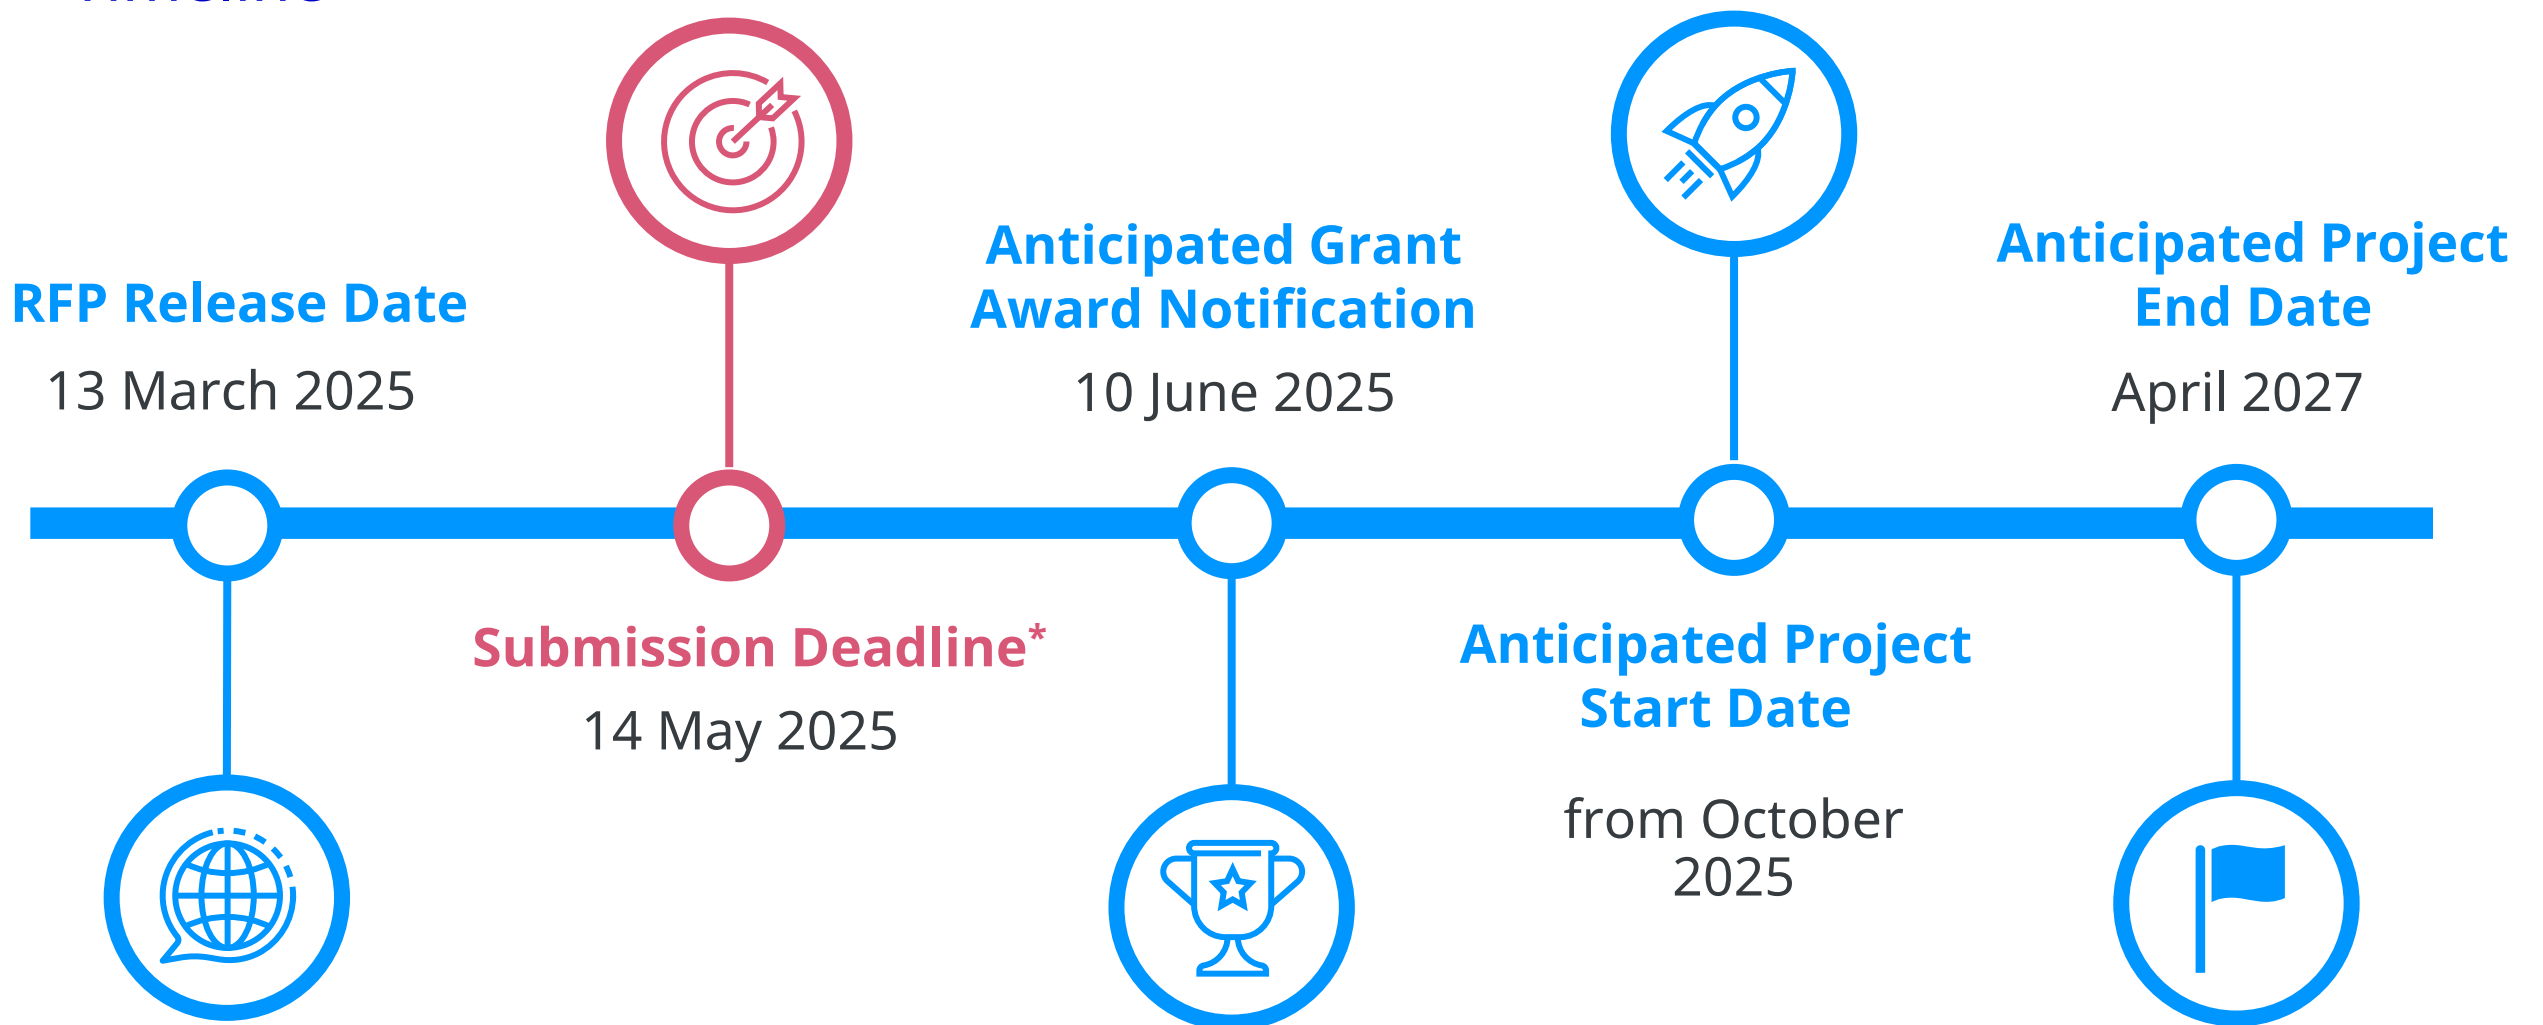 Timeline
RFP Release Date
13 March 2025
Submission Deadline*
14 May 2025
Anticipated Grant
Award Notification
10 June 2025
Anticipated Project
Start Date
from October
2025
Anticipated Project
End Date
April 2027